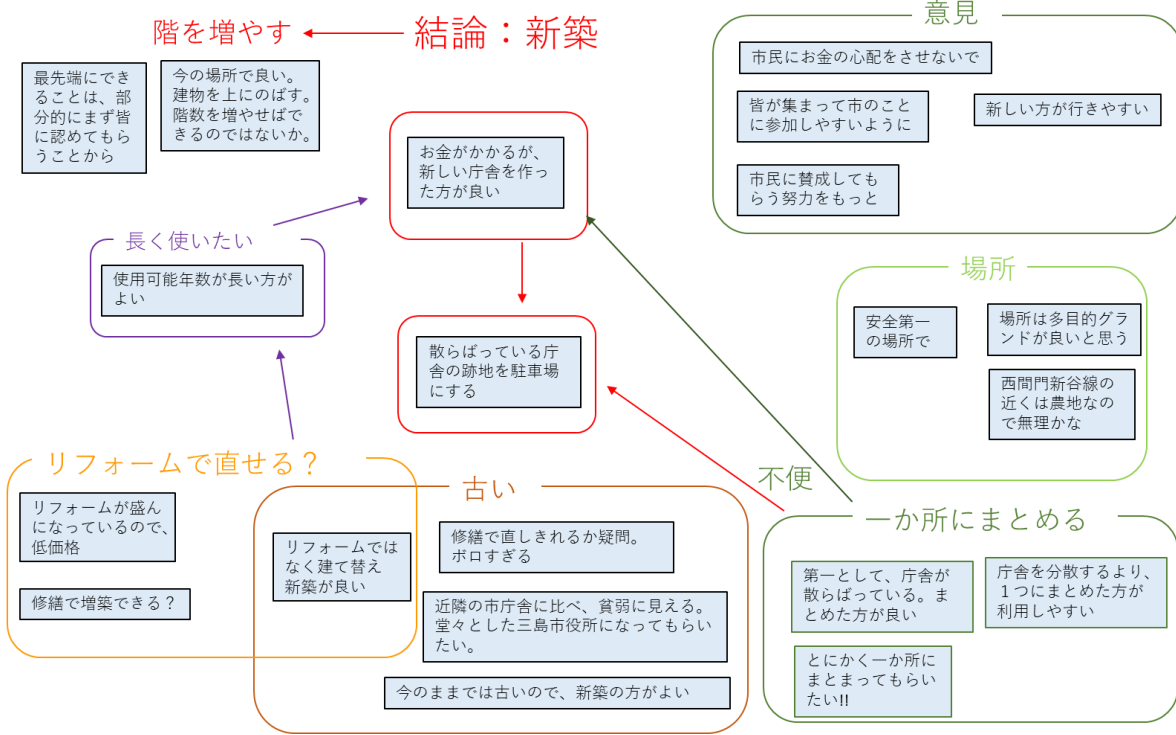 階を増やす
結論：新築
最先端にでき
ることは、部
分的にまず皆
に認めてもら
うことから
今の場所で良い。
建物を上にのばす。
階数を増やせばで
きるのではないか。
お金がかかるが、
新しい庁舎を作っ
た方が良い
意見
市民にお金の心配をさせないで
皆が集まって市のこと
に参加しやすいように
新しい方が行きやすい
市民に賛成しても
らう努力をもっと
長く使いたい
使用可能年数が長い方が
よい
散らばっている庁
舎の跡地を駐車場
にする
場所
安全第一
の場所で
場所は多目的グラ
ンドが良いと思う
西間門新谷線の
近くは農地なの
で無理かな
リフォームで直せる？
リフォームが盛ん
になっているので、
低価格
修繕で増築できる？
古い
リフォームでは
なく建て替え
新築が良い
修繕で直しきれるか疑問。
ボロすぎる
近隣の市庁舎に比べ、貧弱に見える。
堂々とした三島市役所になってもらい
たい。
今のままでは古いので、新築の方がよい
不便
一か所にまとめる
第一として、庁舎が
散らばっている。ま
とめた方が良い
庁舎を分散するより、
１つにまとめた方が
利用しやすい
とにかく一か所に
まとまってもらい
たい!!